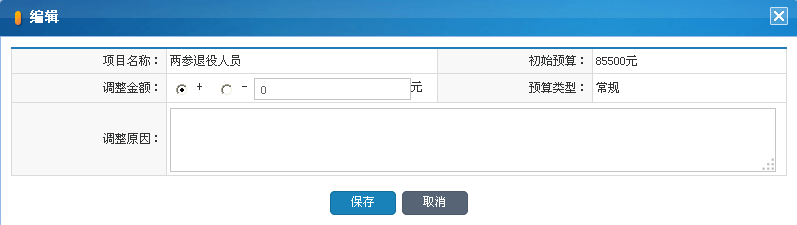 编辑
项目名称： 两参退役人员 初始预算： 85500元
调整金额： + - 0 元 预算类型： 常规
调整原因：
保存 取消